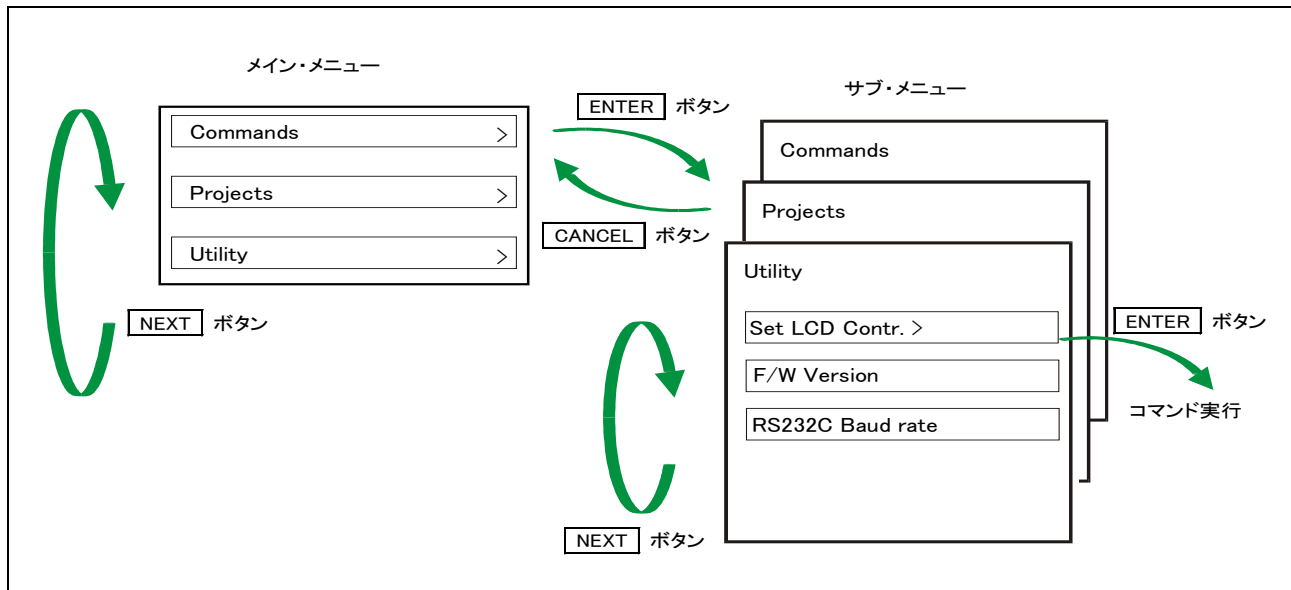 メイン・メニュー
Commands >
Projects >
Utility >
NEXT ボタン
ENTER ボタン
CANCEL ボタン
サブ・メニュー
Commands
Projects
Utility
Set LCD Contr. >
F/W Version
RS232C Baud rate
NEXT ボタン
ENTER ボタン
コマンド実行